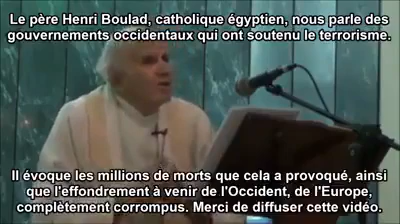 Le père Henri Boulad, catholique égyptien, nous parle des
gouvernements occidentaux qui ont soutenu le terrorisme.
Il évoque les millions de morts que cela a provoqué, ainsi
que l'effondrement à venir de l'Occident, de l'Europe,
complètement corrompus. Merci de diffuser cette vidéo.